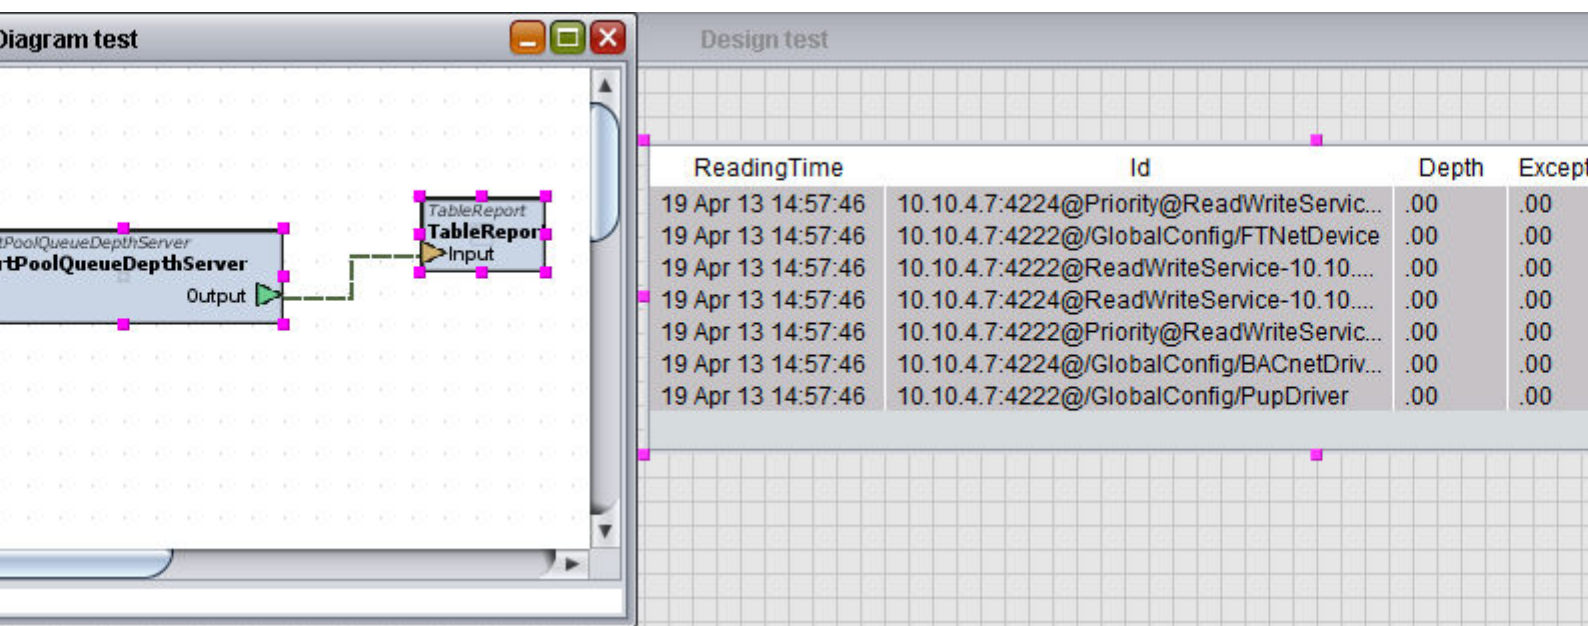 Diagram test
tPoolQueueDepthServer
rtPoolQueueDepthServer
Output
TableReport
TableRepor
Input
Design test
ReadingTime Id Depth Except
19 Apr 13 14:57:46 10.10.4.7:4224@Priority@ReadWriteServic... .00 .00
19 Apr 13 14:57:46 10.10.4.7:4222@/GlobalConfig/FTNetDevice .00 .00
19 Apr 13 14:57:46 10.10.4.7:4222@ReadWriteService-10.10.... .00 .00
19 Apr 13 14:57:46 10.10.4.7:4224@ReadWriteService-10.10.... .00 .00
19 Apr 13 14:57:46 10.10.4.7:4222@Priority@ReadWriteServic... .00 .00
19 Apr 13 14:57:46 10.10.4.7:4224@/GlobalConfig/BACnetDriv... .00 .00
19 Apr 13 14:57:46 10.10.4.7:4222@/GlobalConfig/PupDriver .00 .00